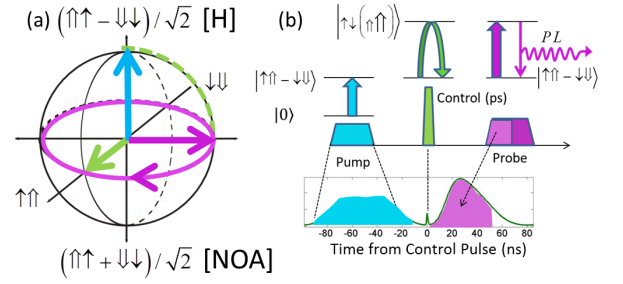 (a) (⇑↑ − ⇓↓) / √2 [H]
↓⇓
↑⇑
(⇑↑ + ⇓↓) / √2 [NOA]
(b)
|↑↓(⇑⇑)⟩
PL
|↑⇑ − ↓⇓⟩
|↑⇑ − ↓⇓⟩
Control (ps)
|0⟩
Pump
Probe
-80 -60 -40 -20 0 20 40 60 80
Time from Control Pulse (ns)